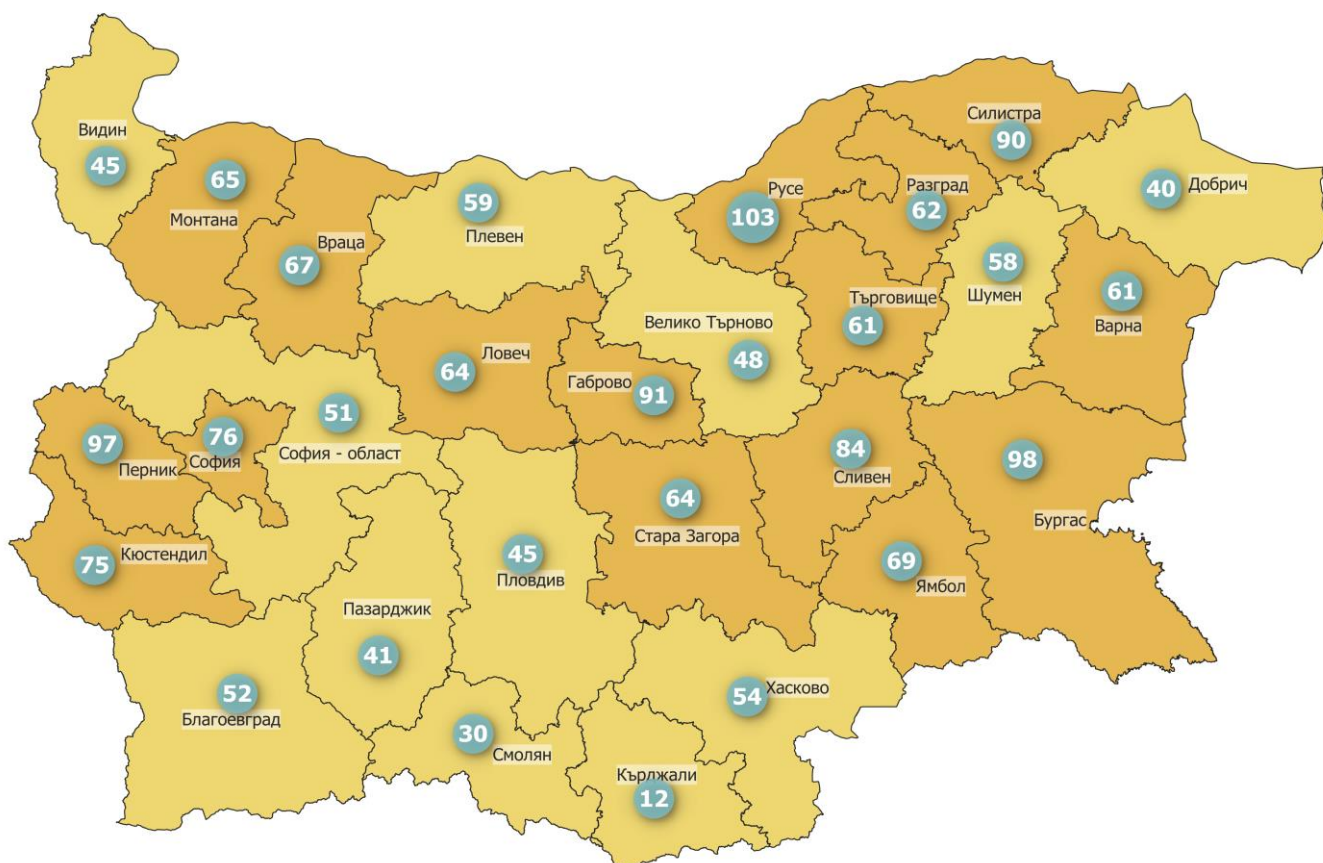 Видин
45
65
Монтана
Враца
67
59
Плевен
Русе
103
Разград
62
Силистра
90
40
Добрич
58
Шумен
61
Варна
Търговище
61
Велико Търново
48
Ловеч
64
Габрово
91
51
София - област
76
София
97
Перник
75
Кюстендил
84
Сливен
98
Бургас
64
Стара Загора
69
Ямбол
45
Пловдив
Пазарджик
41
52
Благоевград
54
Хасково
30
Смолян
Кърджали
12